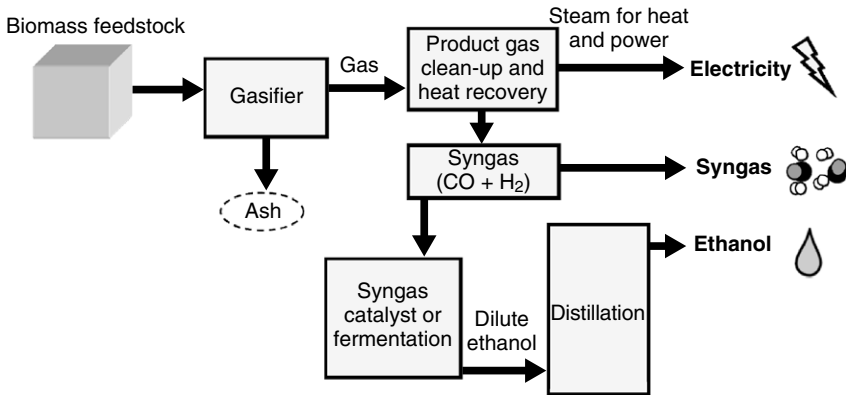 Biomass feedstock
Gasifier
Gas
Ash
Product gas
clean-up and
heat recovery
Steam for heat
and power
Electricity
Syngas
(CO + H₂)
Syngas
Syngas
catalyst or
fermentation
Dilute
ethanol
Distillation
Ethanol